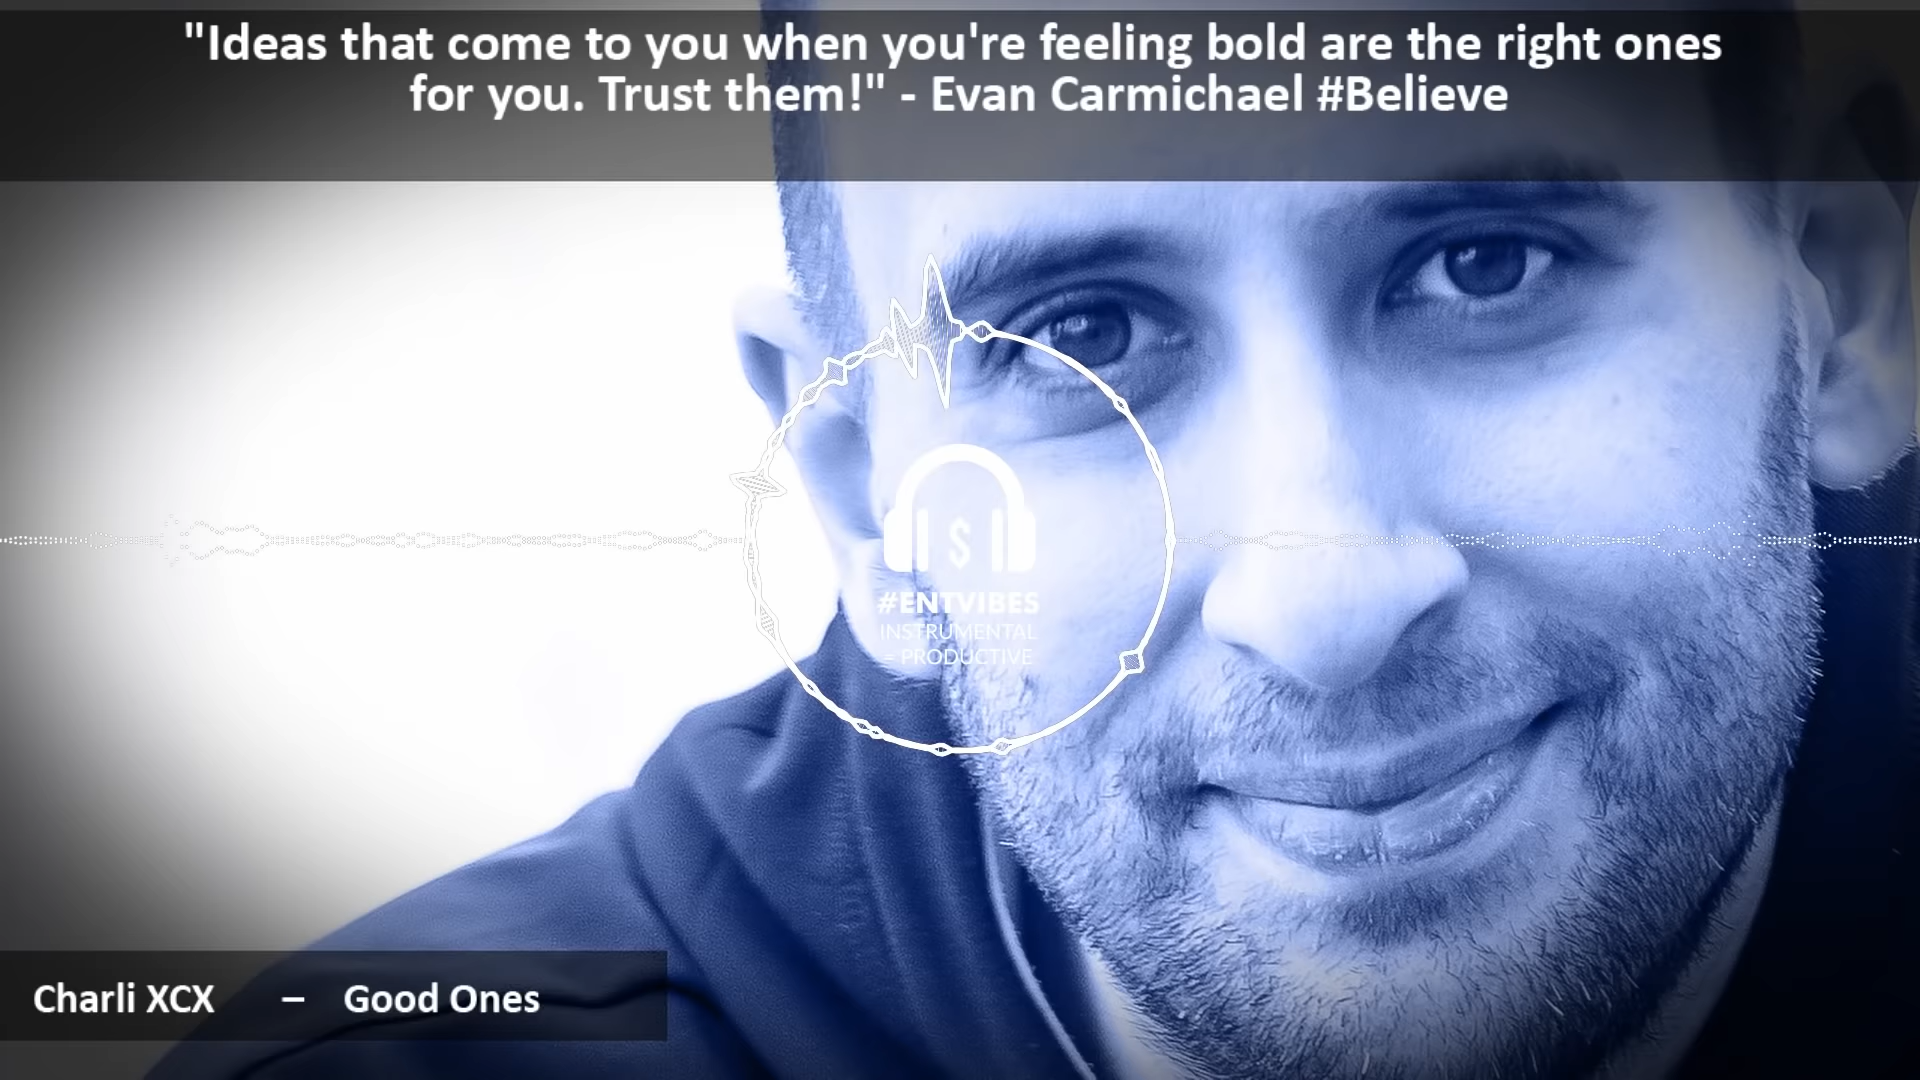 "Ideas that come to you when you're feeling bold are the right ones
for you. Trust them!" - Evan Carmichael #Believe
$
#ENTVIBES
INSTRUMENTAL
= PRODUCTIVE
Charli XCX – Good Ones